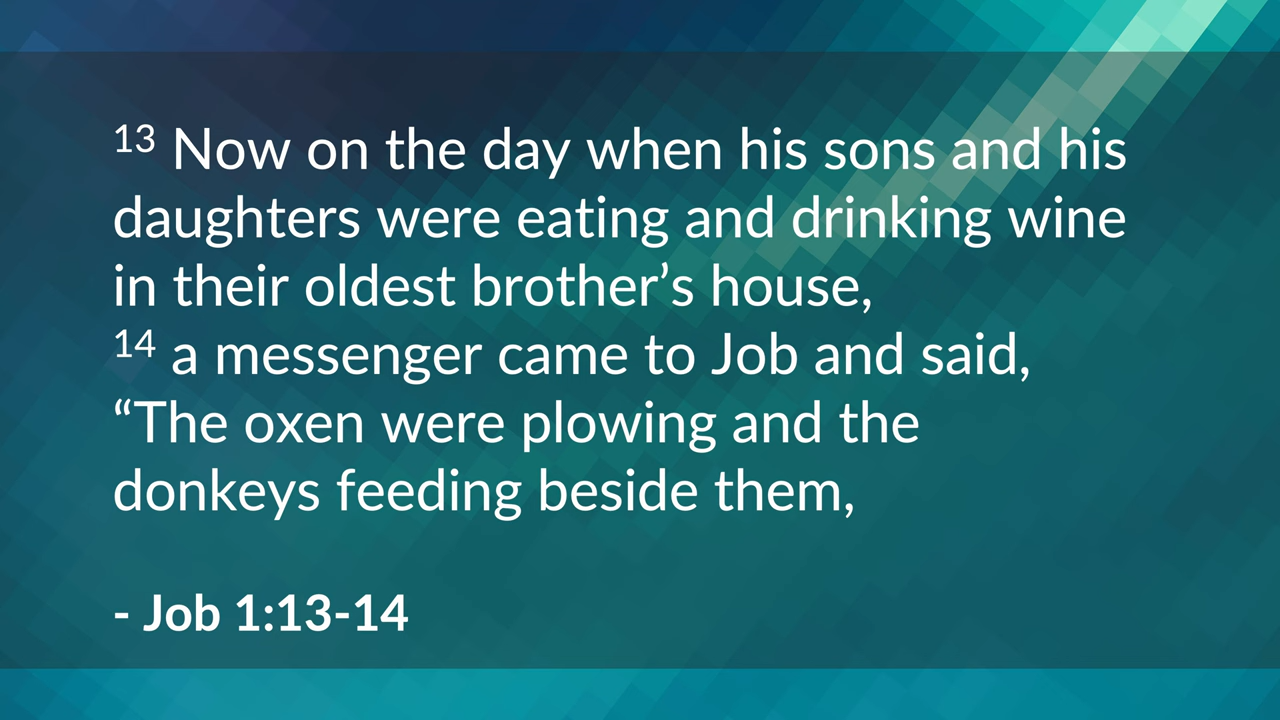 13 Now on the day when his sons and his
daughters were eating and drinking wine
in their oldest brother’s house,
14 a messenger came to Job and said,
“The oxen were plowing and the
donkeys feeding beside them,
- Job 1:13-14